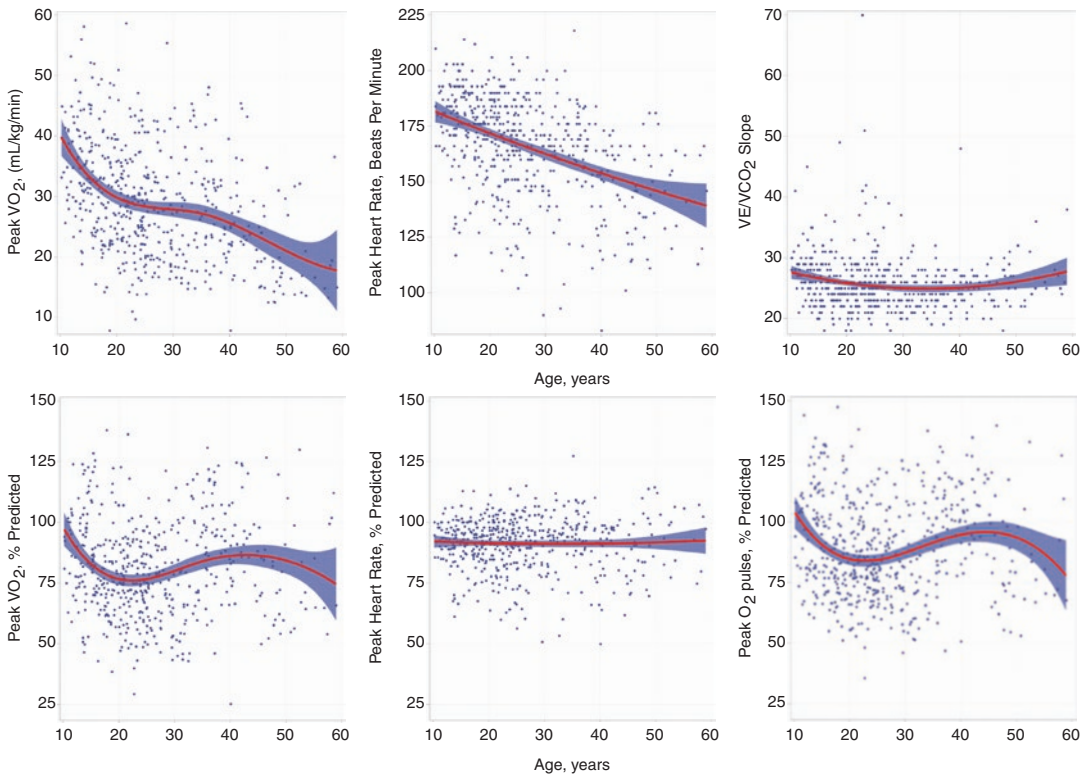 Peak VO2, (mL/kg/min)
60
50
40
30
20
10
10 20 30 40 50 60
Peak Heart Rate, Beats Per Minute
225
200
175
150
125
100
10 20 30 40 50 60
VE/VCO2 Slope
70
60
50
40
30
20
10 20 30 40 50 60
Age, years
Peak VO2, % Predicted
150
125
100
75
50
25
10 20 30 40 50 60
Peak Heart Rate, % Predicted
150
125
100
75
50
25
10 20 30 40 50 60
Peak O2 pulse, % Predicted
150
125
100
75
50
25
10 20 30 40 50 60
Age, years